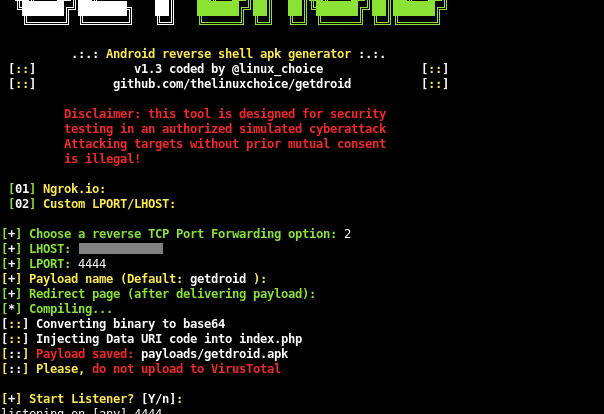 .:.: Android reverse shell apk generator :.:.
[::] v1.3 coded by @linux_choice [::]
[::] github.com/thelinuxchoice/getdroid [::]
Disclaimer: this tool is designed for security
testing in an authorized simulated cyberattack
Attacking targets without prior mutual consent
is illegal!
[01] Ngrok.io:
[02] Custom LPORT/LHOST:
[+] Choose a reverse TCP Port Forwarding option: 2
[+] LHOST:
[+] LPORT: 4444
[+] Payload name (Default: getdroid ):
[+] Redirect page (after delivering payload):
[*] Compiling...
[::] Converting binary to base64
[::] Injecting Data URI code into index.php
[::] Payload saved: payloads/getdroid.apk
[::] Please, do not upload to VirusTotal
[+] Start Listener? [Y/n]:
listening on [any] 4444